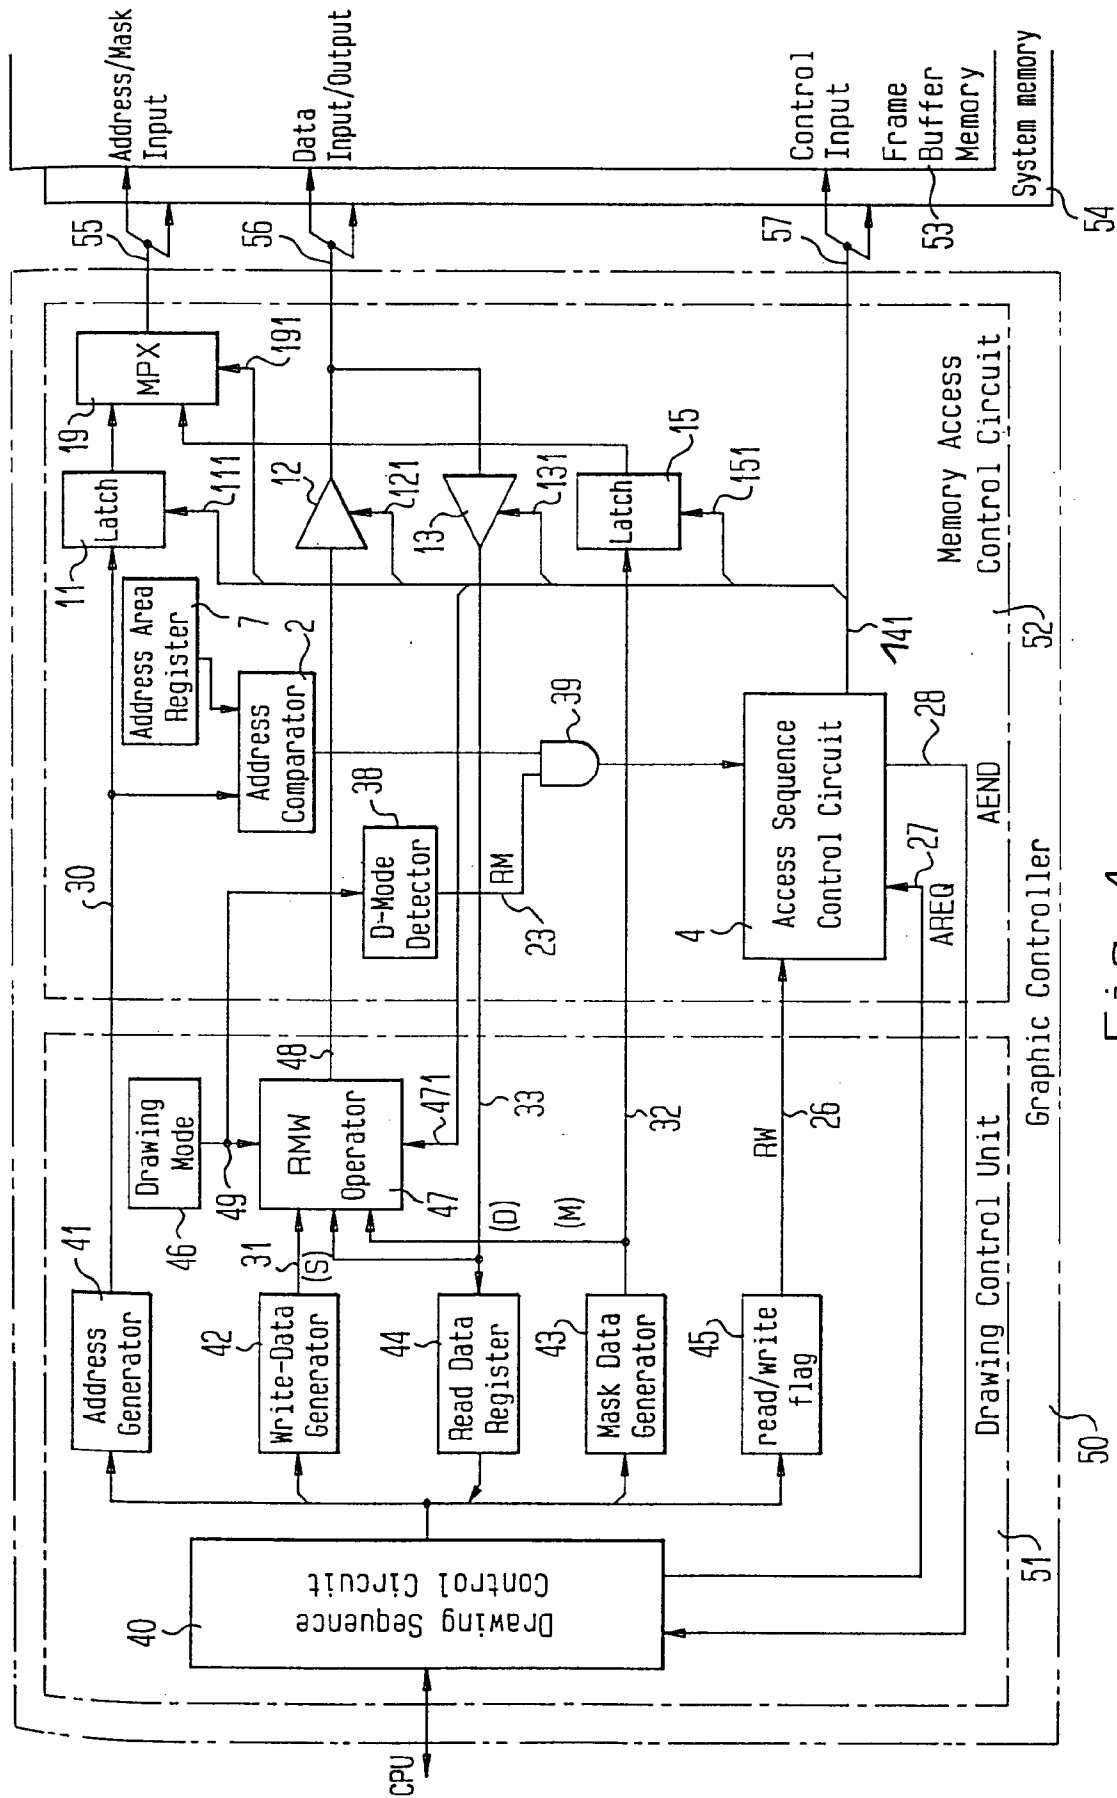 CPU
40
Drawing Sequence
Control Circuit
41
Address
Generator
42
Write-Data
Generator
44
Read Data
Register
43
Mask Data
Generator
45
read/write
flag
46
Drawing
Mode
49
31
(S)
RMW
Operator
47
471
48
(D)
33
(M)
32
RW
26
51
Drawing Control Unit
50
Graphic Controller
30
Address Area
Register
7
Address
Comparator
2
D-Mode
Detector
38
RM
23
39
4
Access Sequence
Control Circuit
AREQ
27
AEND
28
141
11
Latch
111
19
MPX
191
12
121
13
131
15
Latch
151
Memory Access
Control Circuit
52
55
56
57
Address/Mask
Input
Data
Input/Output
Control
Input
Frame
Buffer
Memory
53
System memory
54